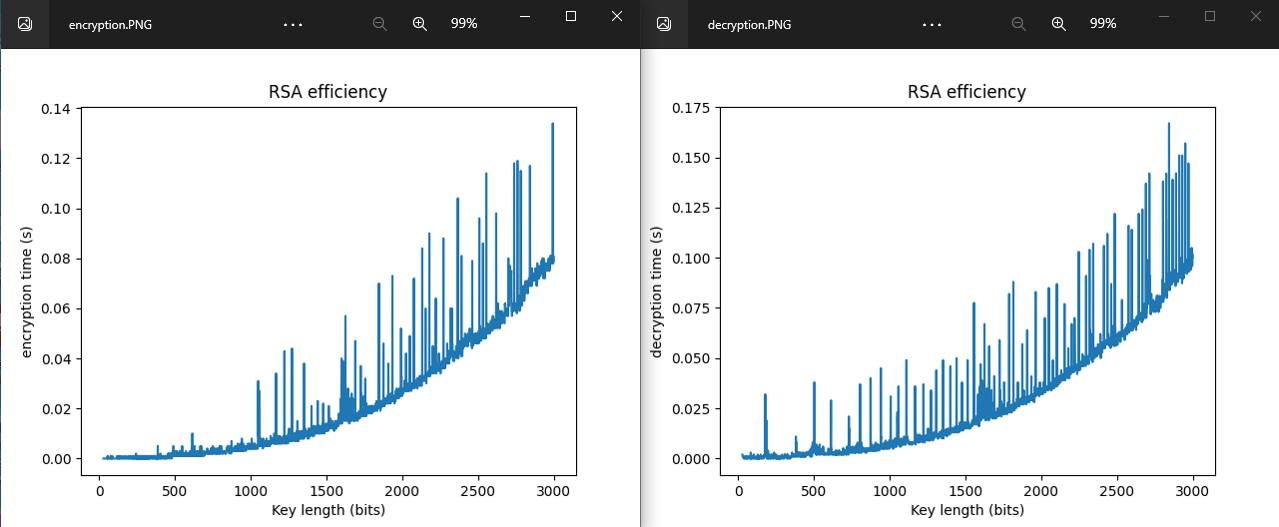 encryption.PNG
99%
decryption.PNG
99%
RSA efficiency
0.14
0.12
0.10
0.08
0.06
0.04
0.02
0.00
encryption time (s)
0 500 1000 1500 2000 2500 3000
Key length (bits)
RSA efficiency
0.175
0.150
0.125
0.100
0.075
0.050
0.025
0.000
decryption time (s)
0 500 1000 1500 2000 2500 3000
Key length (bits)